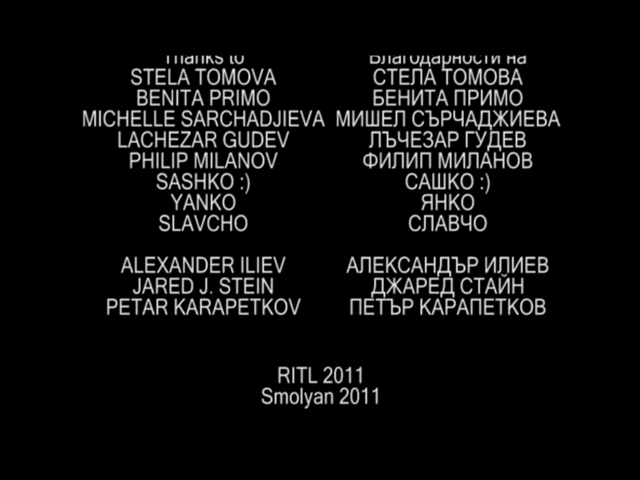 Thanks to Благодарности на
STELA TOMOVA СТЕЛА ТОМОВА
BENITA PRIMO БЕНИТА ПРИМО
MICHELLE SARCHADJIEVA МИШЕЛ СЪРЧАДЖИЕВА
LACHEZAR GUDEV ЛЪЧЕЗАР ГУДЕВ
PHILIP MILANOV ФИЛИП МИЛАНОВ
SASHKO :) САШКО :)
YANKO ЯНКО
SLAVCHO СЛАВЧО
ALEXANDER ILIEV АЛЕКСАНДЪР ИЛИЕВ
JARED J. STEIN ДЖАРЕД СТАЙН
PETAR KARAPETKOV ПЕТЪР КАРАПЕТКОВ
RITL 2011
Smolyan 2011